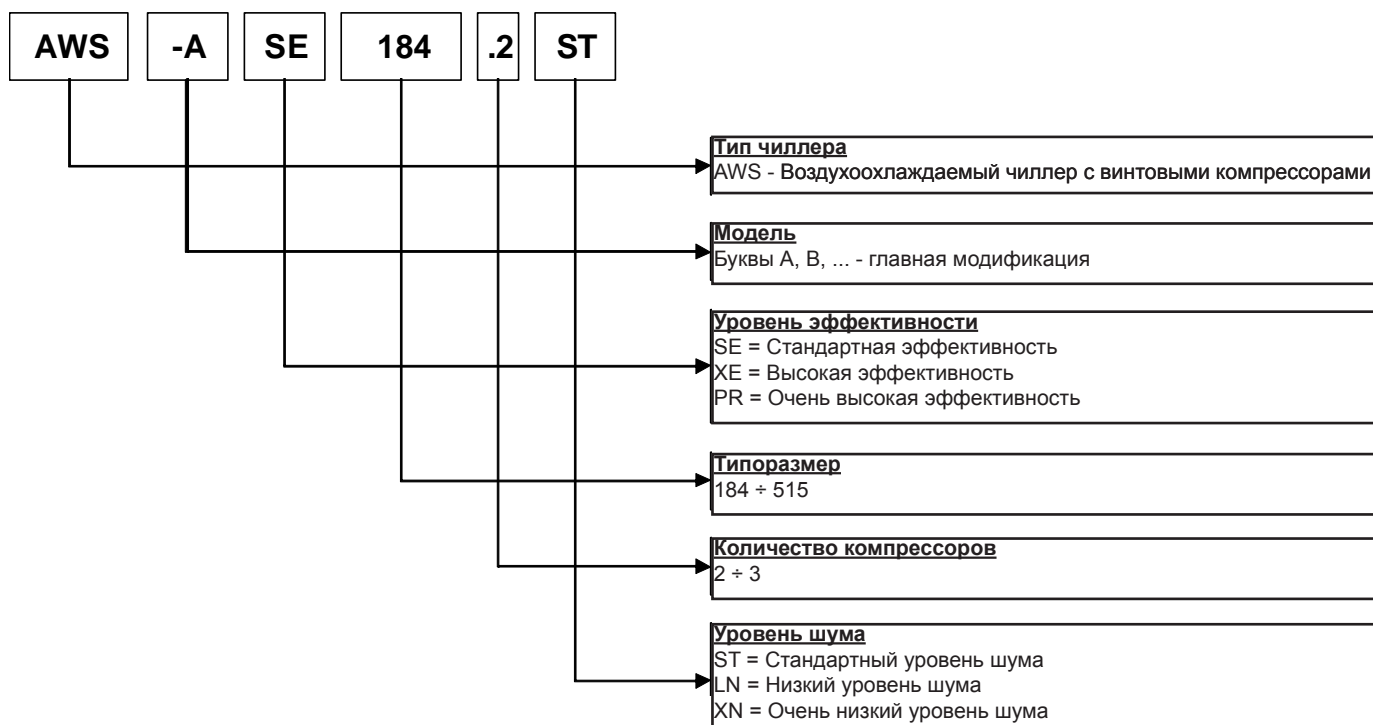 AWS -A SE 184 .2 ST
Тип чиллера
AWS - Воздухоохлаждаемый чиллер с винтовыми компрессорами
Модель
Буквы A, B, ... - главная модификация
Уровень эффективности
SE = Стандартная эффективность
XE = Высокая эффективность
PR = Очень высокая эффективность
Типоразмер
184 ÷ 515
Количество компрессоров
2 ÷ 3
Уровень шума
ST = Стандартный уровень шума
LN = Низкий уровень шума
XN = Очень низкий уровень шума